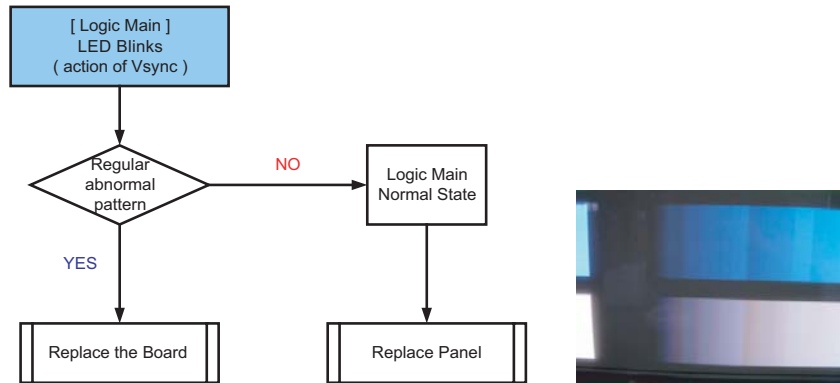 [ Logic Main ]
LED Blinks
( action of Vsync )
Regular
abnormal
pattern
NO
Logic Main
Normal State
YES
Replace the Board
Replace Panel